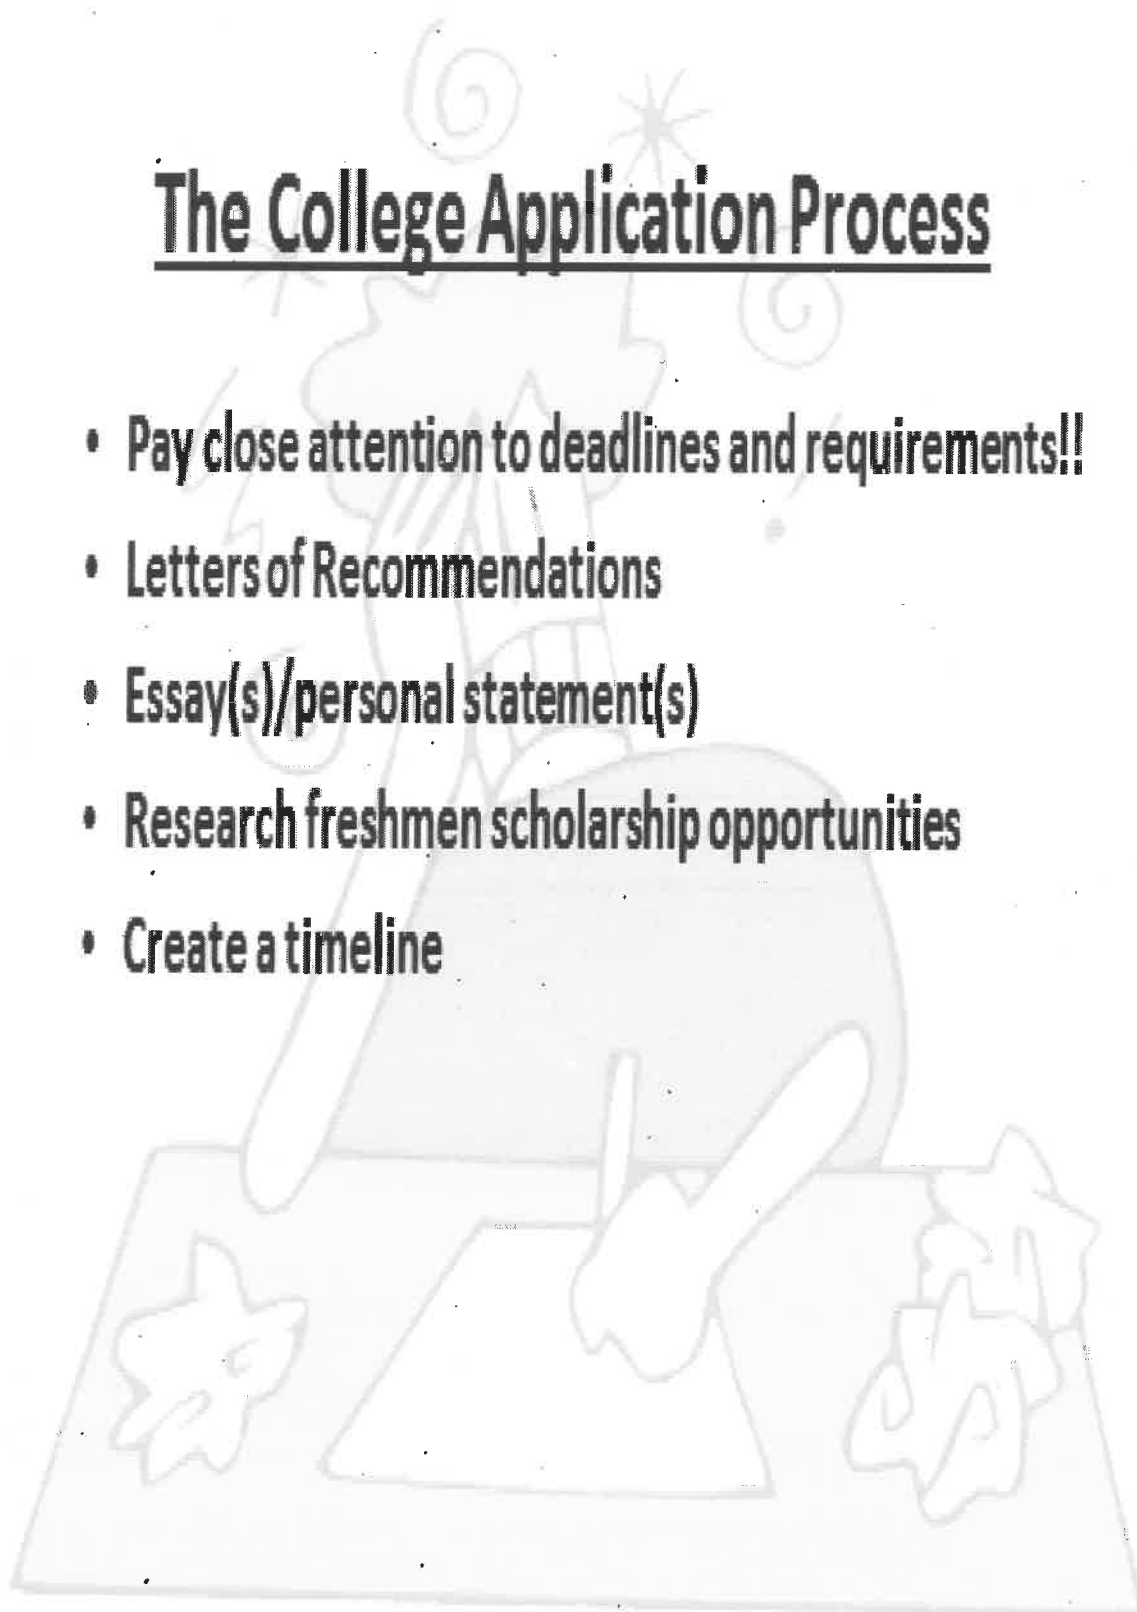 The College Application Process
• Pay close attention to deadlines and requirements!!
• Letters of Recommendations
• Essay(s)/personal statement(s)
• Research freshmen scholarship opportunities
• Create a timeline